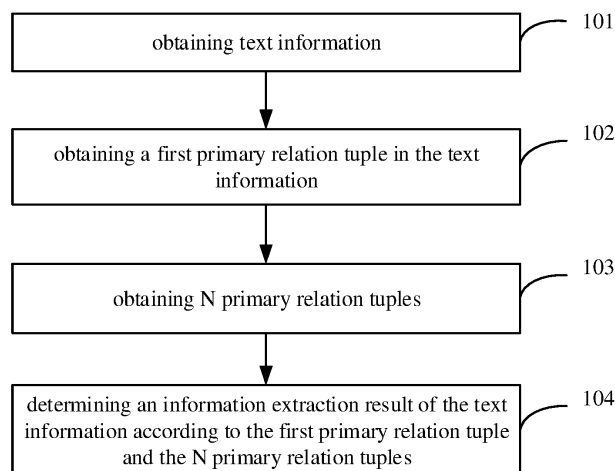 obtaining text information
101
obtaining a first primary relation tuple in the text
information
102
obtaining N primary relation tuples
103
determining an information extraction result of the text
information according to the first primary relation tuple
and the N primary relation tuples
104